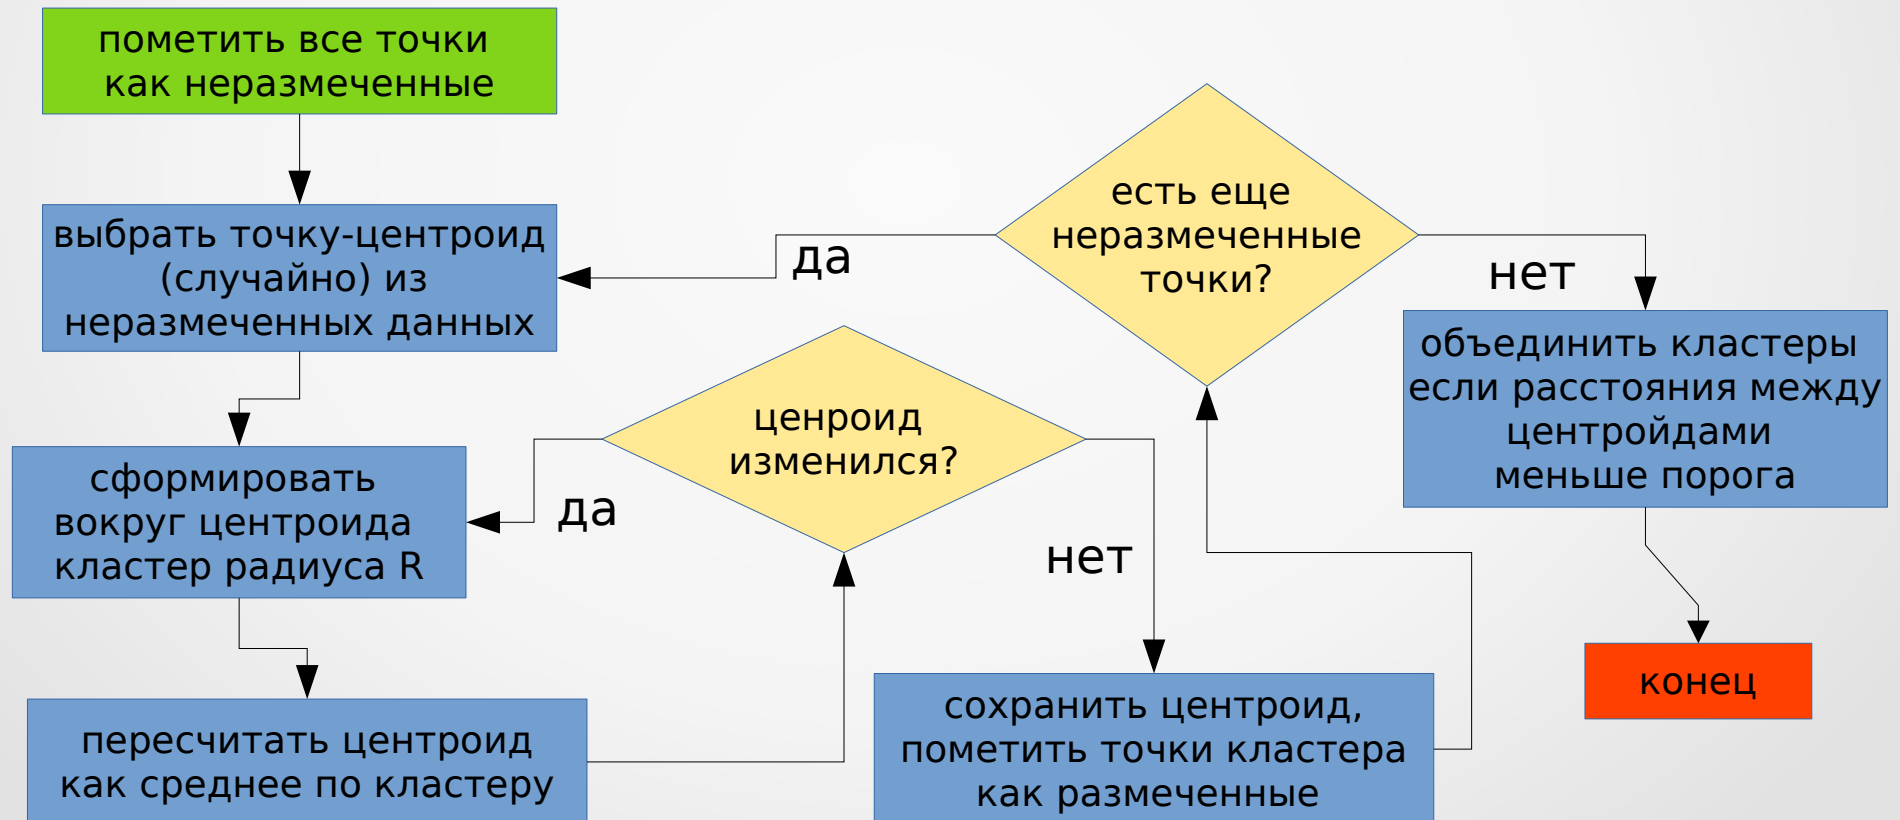 пометить все точки
как неразмеченные
выбрать точку-центроид
(случайно) из
неразмеченных данных
сформировать
вокруг центроида
кластер радиуса R
пересчитать центроид
как среднее по кластеру
ценроид
изменился?
да
нет
сохранить центроид,
пометить точки кластера
как размеченные
есть еще
неразмеченные
точки?
да
нет
объединить кластеры
если расстояния между
центройдами
меньше порога
конец